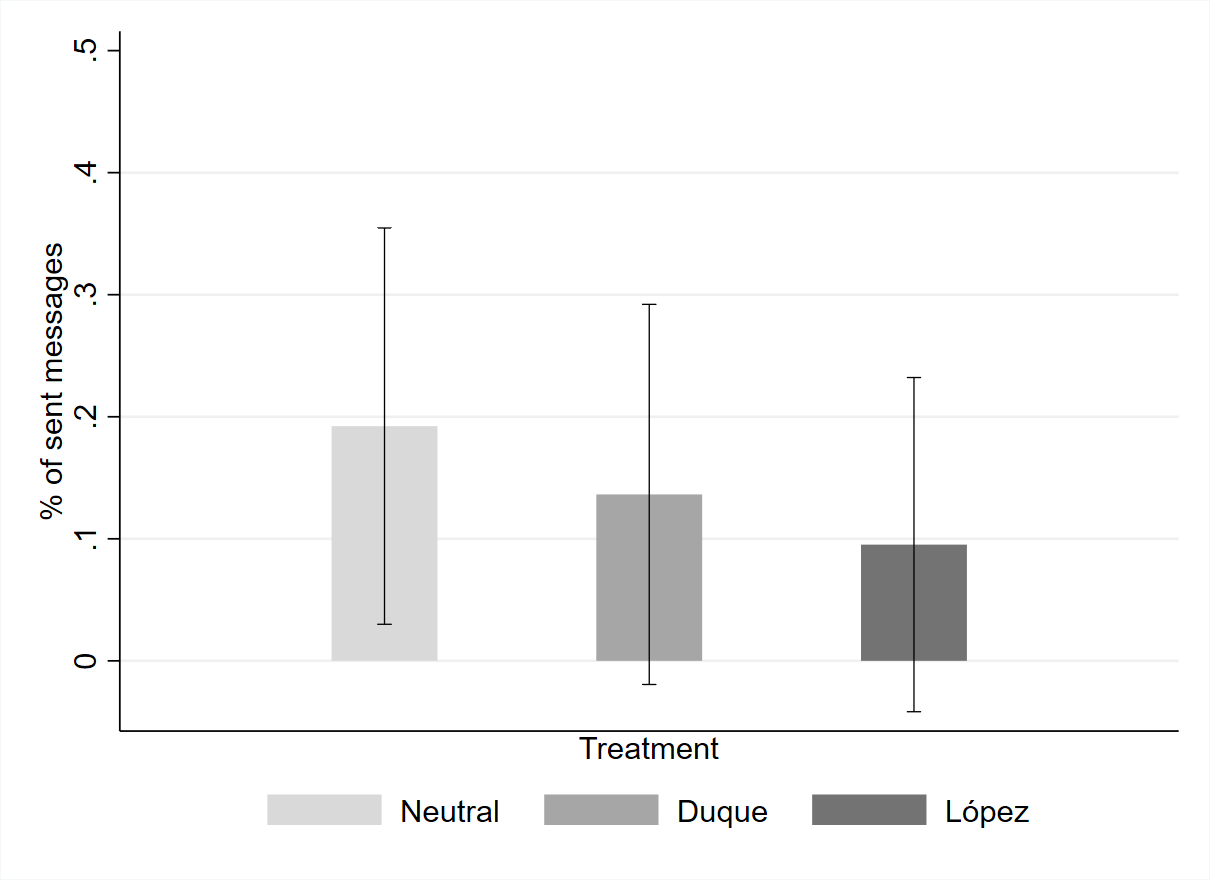 % of sent messages
.5
.4
.3
.2
.1
0
Treatment
Neutral
Duque
López